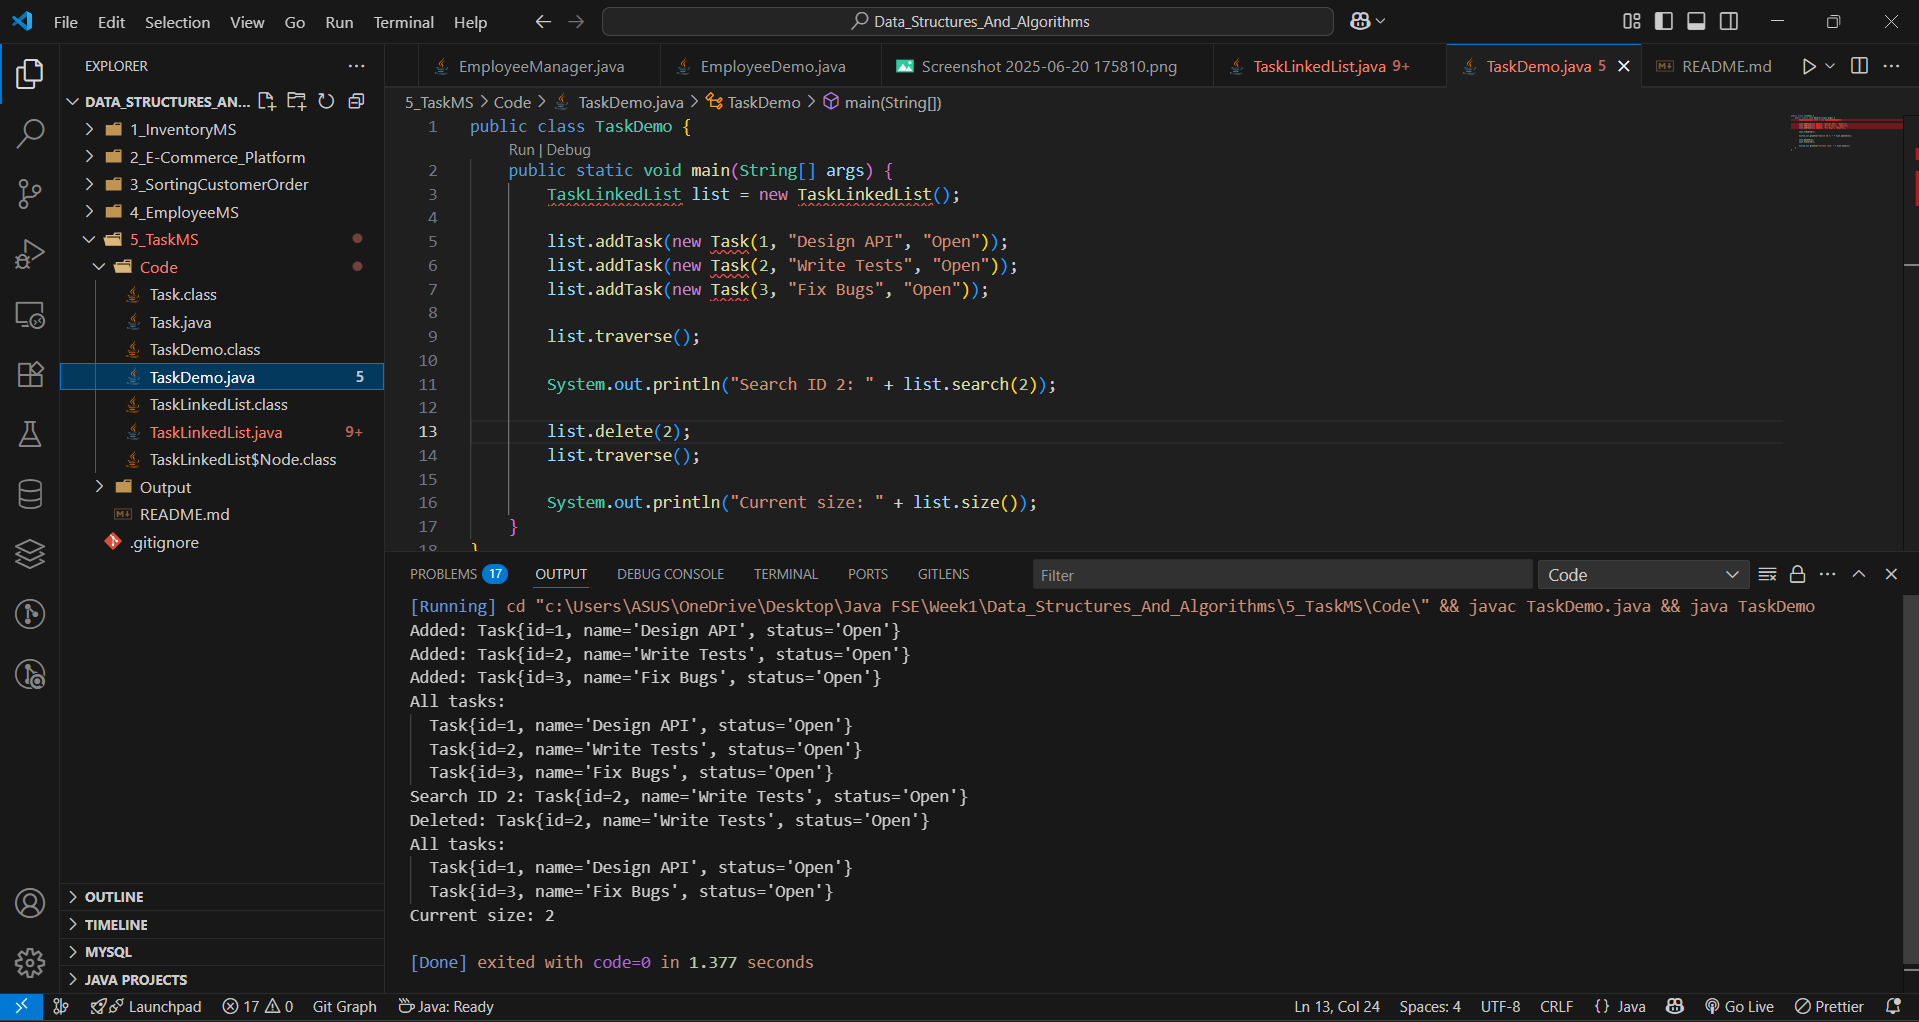 File Edit Selection View Go Run Terminal Help
Data_Structures_And_Algorithms
EXPLORER
DATA_STRUCTURES_AN...
1_InventoryMS
2_E-Commerce_Platform
3_SortingCustomerOrder
4_EmployeeMS
5_TaskMS
Code
Task.class
Task.java
TaskDemo.class
TaskDemo.java 5
TaskLinkedList.class
TaskLinkedList.java 9+
TaskLinkedList$Node.class
Output
README.md
.gitignore
OUTLINE
TIMELINE
MYSQL
JAVA PROJECTS
EmployeeManager.java EmployeeDemo.java Screenshot 2025-06-20 175810.png TaskLinkedList.java 9+ TaskDemo.java 5 README.md
5_TaskMS > Code > TaskDemo.java > TaskDemo > main(String[])
1 public class TaskDemo {
Run | Debug
2 public static void main(String[] args) {
3 TaskLinkedList list = new TaskLinkedList();
4
5 list.addTask(new Task(1, "Design API", "Open"));
6 list.addTask(new Task(2, "Write Tests", "Open"));
7 list.addTask(new Task(3, "Fix Bugs", "Open"));
8
9 list.traverse();
10
11 System.out.println("Search ID 2: " + list.search(2));
12
13 list.delete(2);
14 list.traverse();
15
16 System.out.println("Current size: " + list.size());
17 }
18 }
PROBLEMS 17 OUTPUT DEBUG CONSOLE TERMINAL PORTS GITLENS Filter Code
[Running] cd "c:\Users\ASUS\OneDrive\Desktop\Java FSE\Week1\Data_Structures_And_Algorithms\5_TaskMS\Code\" && javac TaskDemo.java && java TaskDemo
Added: Task{id=1, name='Design API', status='Open'}
Added: Task{id=2, name='Write Tests', status='Open'}
Added: Task{id=3, name='Fix Bugs', status='Open'}
All tasks:
Task{id=1, name='Design API', status='Open'}
Task{id=2, name='Write Tests', status='Open'}
Task{id=3, name='Fix Bugs', status='Open'}
Search ID 2: Task{id=2, name='Write Tests', status='Open'}
Deleted: Task{id=2, name='Write Tests', status='Open'}
All tasks:
Task{id=1, name='Design API', status='Open'}
Task{id=3, name='Fix Bugs', status='Open'}
Current size: 2
[Done] exited with code=0 in 1.377 seconds
Launchpad 17 0 Git Graph Java: Ready Ln 13, Col 24 Spaces: 4 UTF-8 CRLF {} Java Go Live Prettier